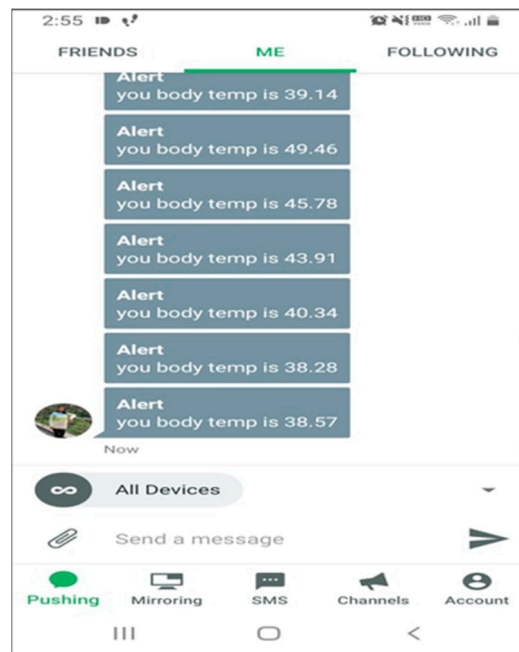 2:55
FRIENDS ME FOLLOWING
Alert
you body temp is 39.14
Alert
you body temp is 49.46
Alert
you body temp is 45.78
Alert
you body temp is 43.91
Alert
you body temp is 40.34
Alert
you body temp is 38.28
Alert
you body temp is 38.57
Now
All Devices
Send a message
Pushing Mirroring SMS Channels Account